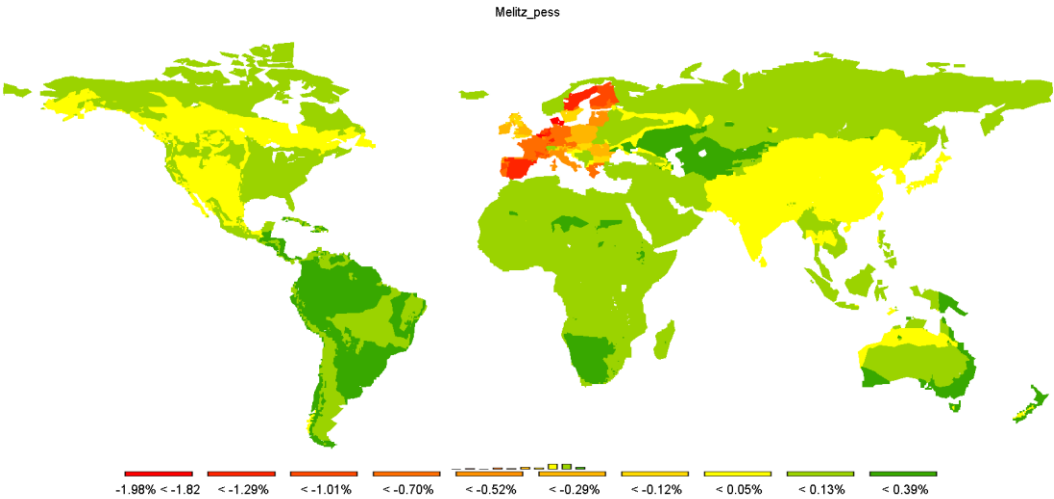 Melitz_pess
-1.98% < -1.82 < -1.29% < -1.01% < -0.70% < -0.52% < -0.29% < -0.12% < 0.05% < 0.13% < 0.39%